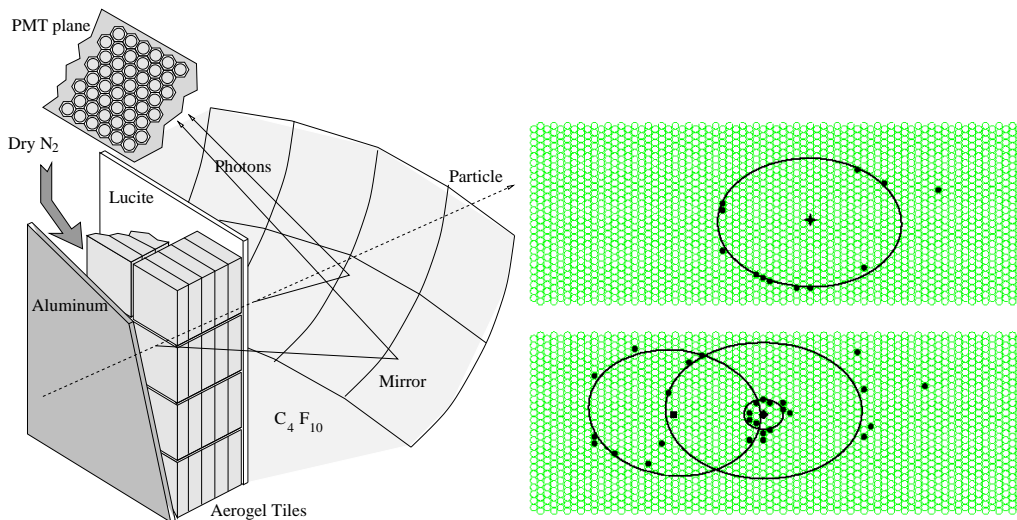 PMT plane
Dry N₂
Photons
Particle
Lucite
Aluminum
Mirror
C₄ F₁₀
Aerogel Tiles